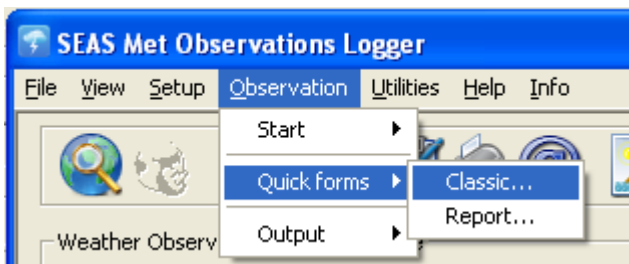 SEAS Met Observations Logger
File View Setup Observation Utilities Help Info
Start
Quick forms Classic...
Report...
Output
Weather Observ